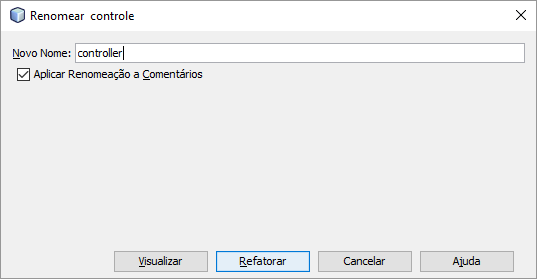 Renomear controle
Novo Nome: controller
Aplicar Renomeação a Comentários
Visualizar Refatorar Cancelar Ajuda